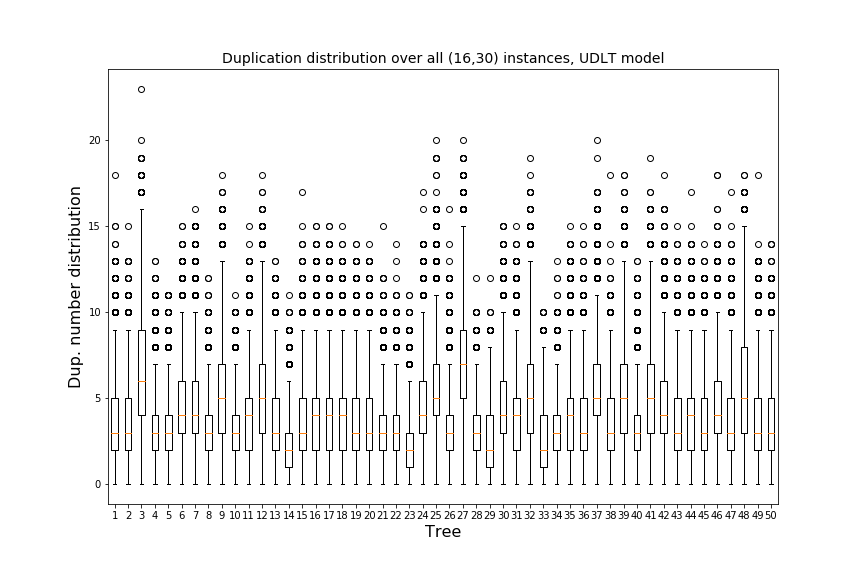 Duplication distribution over all (16,30) instances, UDLT model
Dup. number distribution
20
15
10
5
0
1 2 3 4 5 6 7 8 9 10 11 12 13 14 15 16 17 18 19 20 21 22 23 24 25 26 27 28 29 30 31 32 33 34 35 36 37 38 39 40 41 42 43 44 45 46 47 48 49 50
Tree